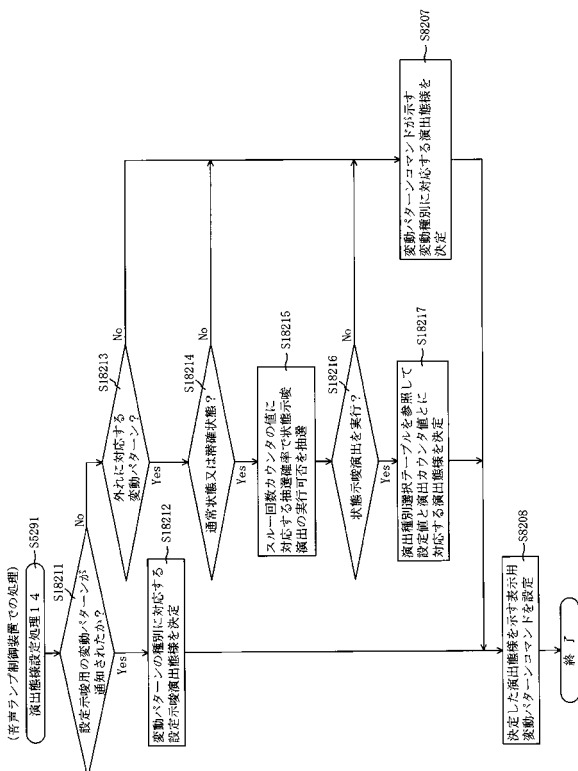 (音声ランプ制御装置での処理)
演出態様設定処理14
S5291
S18211
設定示唆用の変動パターンが
通知されたか?
No
Yes
S18212
変動パターンの種別に対応する
設定示唆演出態様を決定
S18213
外れに対応する
変動パターン?
No
Yes
S18214
通常状態又は潜確状態?
No
Yes
S18215
スルー回数カウンタの値に
対応する抽選確率で状態示唆
演出の実行可否を抽選
S18216
状態示唆演出を実行?
No
Yes
S18217
演出種別選択テーブルを参照して
設定値と演出カウンタ値とに
対応する演出態様を決定
S8207
変動パターンコマンドが示す
変動種別に対応する演出態様を
決定
S8208
決定した演出態様を示す表示用
変動パターンコマンドを設定
終了